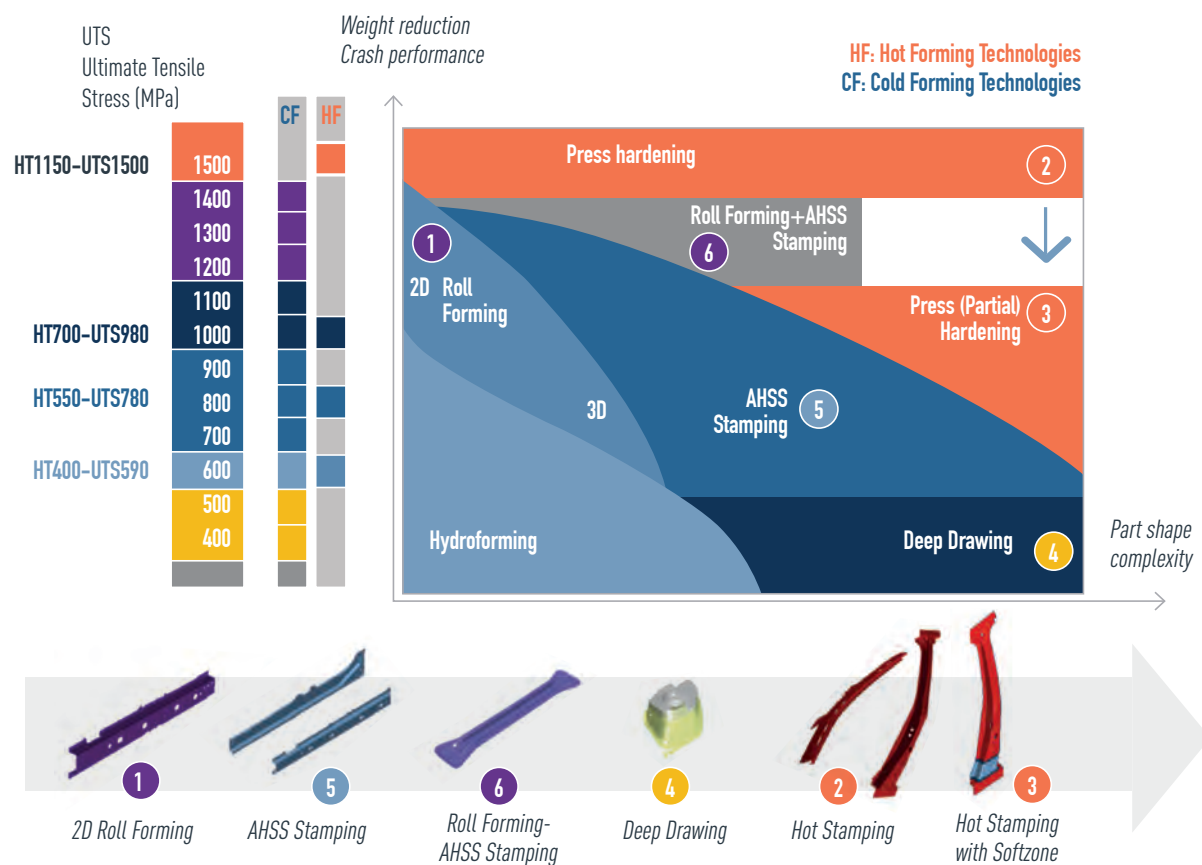 UTS
Ultimate Tensile
Stress (MPa)
Weight reduction
Crash performance
HF: Hot Forming Technologies
CF: Cold Forming Technologies
CF
HF
HT1150–UTS1500
1500
1400
1300
1200
1100
HT700–UTS980
1000
900
HT550–UTS780
800
700
HT400–UTS590
600
500
400
Press hardening
2
Roll Forming+AHSS
Stamping
6
1
2D Roll
Forming
Press (Partial)
Hardening
3
3D
AHSS
Stamping
5
Hydroforming
Deep Drawing
4
Part shape
complexity
1
5
6
4
2
3
2D Roll Forming
AHSS Stamping
Roll Forming-
AHSS Stamping
Deep Drawing
Hot Stamping
Hot Stamping
with Softzone